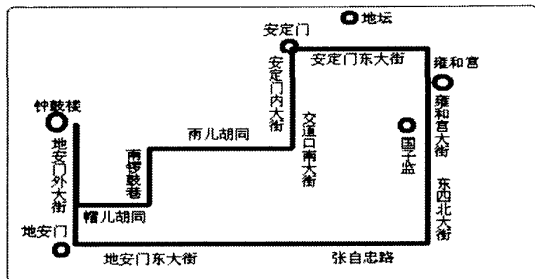 地坛
安定门
安定门东大街
雍和宫
安定门内大街
雍和宫大街
钟鼓楼
交道口南大街
国子监
雨儿胡同
南锣鼓巷
地安门外大街
东四北大街
帽儿胡同
地安门
地安门东大街
张自忠路